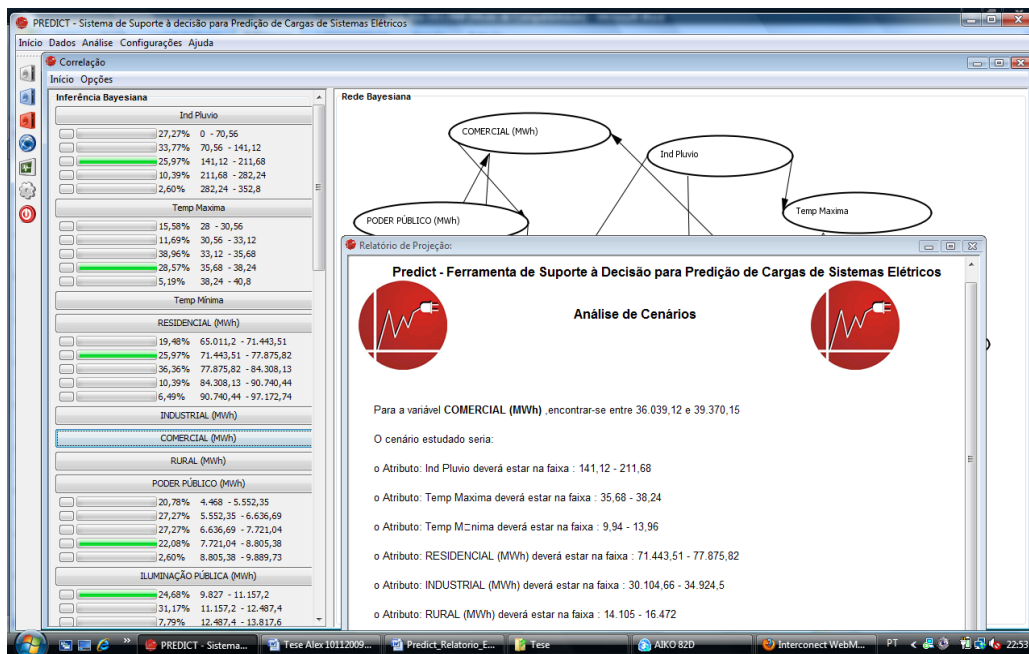 PREDICT - Sistema de Suporte à decisão para Predição de Cargas de Sistemas Elétricos
Início Dados Análise Configurações Ajuda
Correlação
Início Opções
Inferência Bayesiana
Ind Pluvio
27,27% 0 - 70,56
33,77% 70,56 - 141,12
25,97% 141,12 - 211,68
10,39% 211,68 - 282,24
2,60% 282,24 - 352,8
Temp Maxima
15,58% 28 - 30,56
11,69% 30,56 - 33,12
38,96% 33,12 - 35,68
28,57% 35,68 - 38,24
5,19% 38,24 - 40,8
Temp Mínima
RESIDENCIAL (MWh)
19,48% 65.011,2 - 71.443,51
25,97% 71.443,51 - 77.875,82
36,36% 77.875,82 - 84.308,13
10,39% 84.308,13 - 90.740,44
6,49% 90.740,44 - 97.172,74
INDUSTRIAL (MWh)
COMERCIAL (MWh)
RURAL (MWh)
PODER PÚBLICO (MWh)
20,78% 4.468 - 5.552,35
27,27% 5.552,35 - 6.636,69
27,27% 6.636,69 - 7.721,04
22,08% 7.721,04 - 8.805,38
2,60% 8.805,38 - 9.889,73
ILUMINAÇÃO PÚBLICA (MWh)
24,68% 9.827 - 11.157,2
31,17% 11.157,2 - 12.487,4
7,79% 12.487,4 - 13.817,6
Rede Bayesiana
COMERCIAL (MWh)
Ind Pluvio
Temp Maxima
PODER PÚBLICO (MWh)
Relatório de Projeção:
Predict - Ferramenta de Suporte à Decisão para Predição de Cargas de Sistemas Elétricos
Análise de Cenários
Para a variável COMERCIAL (MWh) ,encontrar-se entre 36.039,12 e 39.370,15
O cenário estudado seria:
o Atributo: Ind Pluvio deverá estar na faixa : 141,12 - 211,68
o Atributo: Temp Maxima deverá estar na faixa : 35,68 - 38,24
o Atributo: Temp M□nima deverá estar na faixa : 9,94 - 13,96
o Atributo: RESIDENCIAL (MWh) deverá estar na faixa : 71.443,51 - 77.875,82
o Atributo: INDUSTRIAL (MWh) deverá estar na faixa : 30.104,66 - 34.924,5
o Atributo: RURAL (MWh) deverá estar na faixa : 14.105 - 16.472
PREDICT - Sistema... Tese Alex 10112009... Predict_Relatorio_E... Tese AIKO 82D Interconect WebM... PT 22:53